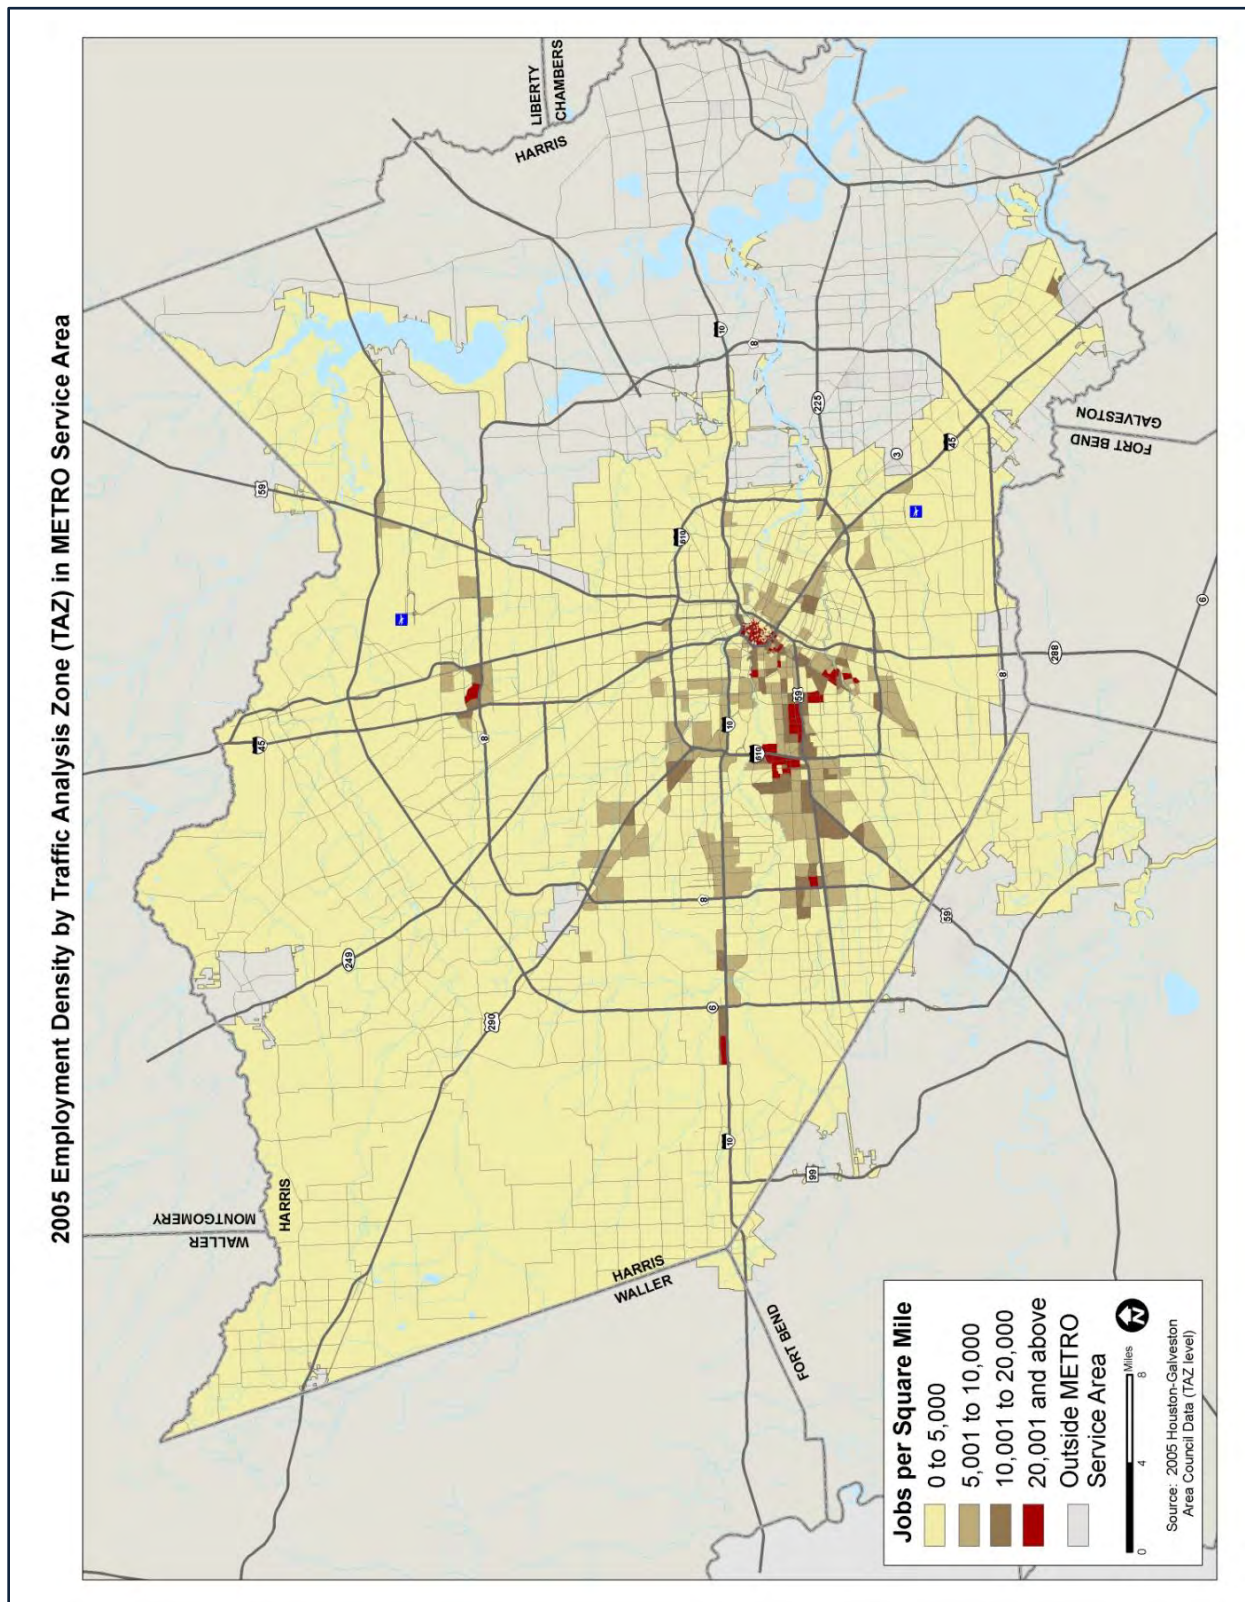 2005 Employment Density by Traffic Analysis Zone (TAZ) in METRO Service Area
WALLER
MONTGOMERY
HARRIS
45
59
249
290
8
LIBERTY
CHAMBERS
HARRIS
HARRIS
WALLER
610
8
6
10
10
10
8
610
FORT BEND
59
99
225
3
45
59
8
288
FORT BEND
GALVESTON
6
Jobs per Square Mile
0 to 5,000
5,001 to 10,000
10,001 to 20,000
20,001 and above
Outside METRO
Service Area
Miles
0 4 8
N
Source: 2005 Houston-Galveston
Area Council Data (TAZ level)